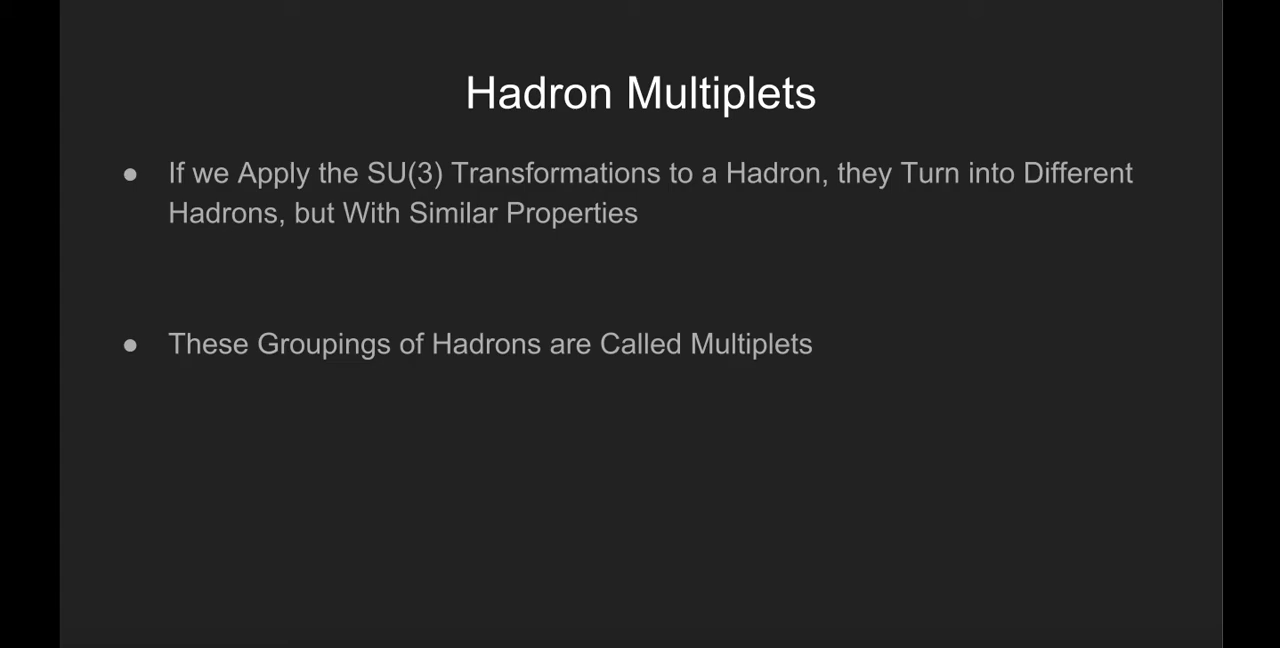 Hadron Multiplets
● If we Apply the SU(3) Transformations to a Hadron, they Turn into Different
Hadrons, but With Similar Properties
● These Groupings of Hadrons are Called Multiplets